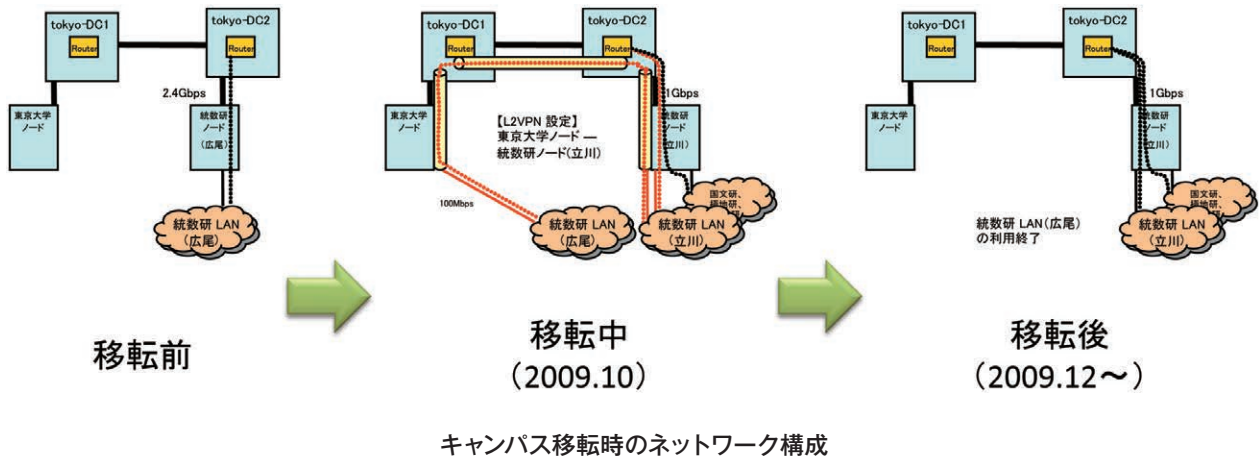 tokyo-DC1
Router
tokyo-DC2
Router
2.4Gbps
東京大学
ノード
統数研
ノード
(広尾)
統数研 LAN
(広尾)
移転前
tokyo-DC1
Router
tokyo-DC2
Router
1Gbps
東京大学
ノード
【L2VPN 設定】
東京大学ノード ―
統数研ノード(立川)
統数研
ノード
(立川)
100Mbps
国文研、
統数研 LAN
(広尾)
統数研 LAN
(立川)
移転中
(2009.10)
tokyo-DC1
Router
tokyo-DC2
Router
1Gbps
東京大学
ノード
統数研
ノード
(立川)
国文研、
統数研 LAN
(立川)
統数研 LAN(広尾)
の利用終了
移転後
(2009.12～)
キャンパス移転時のネットワーク構成